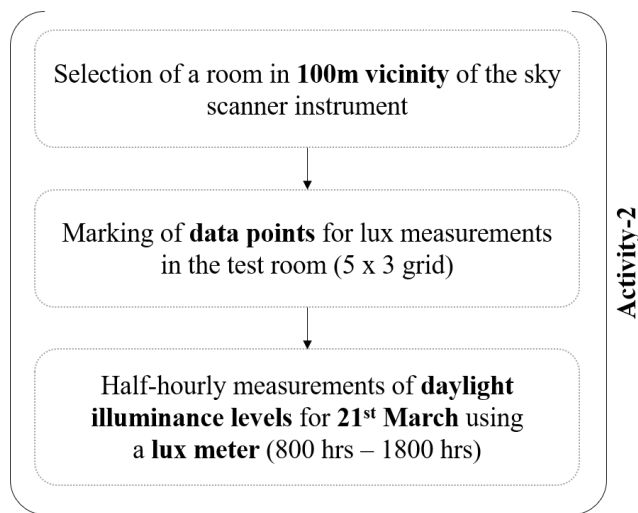 Selection of a room in 100m vicinity of the sky
scanner instrument
Marking of data points for lux measurements
in the test room (5 x 3 grid)
Half-hourly measurements of daylight
illuminance levels for 21st March using
a lux meter (800 hrs – 1800 hrs)
Activity-2